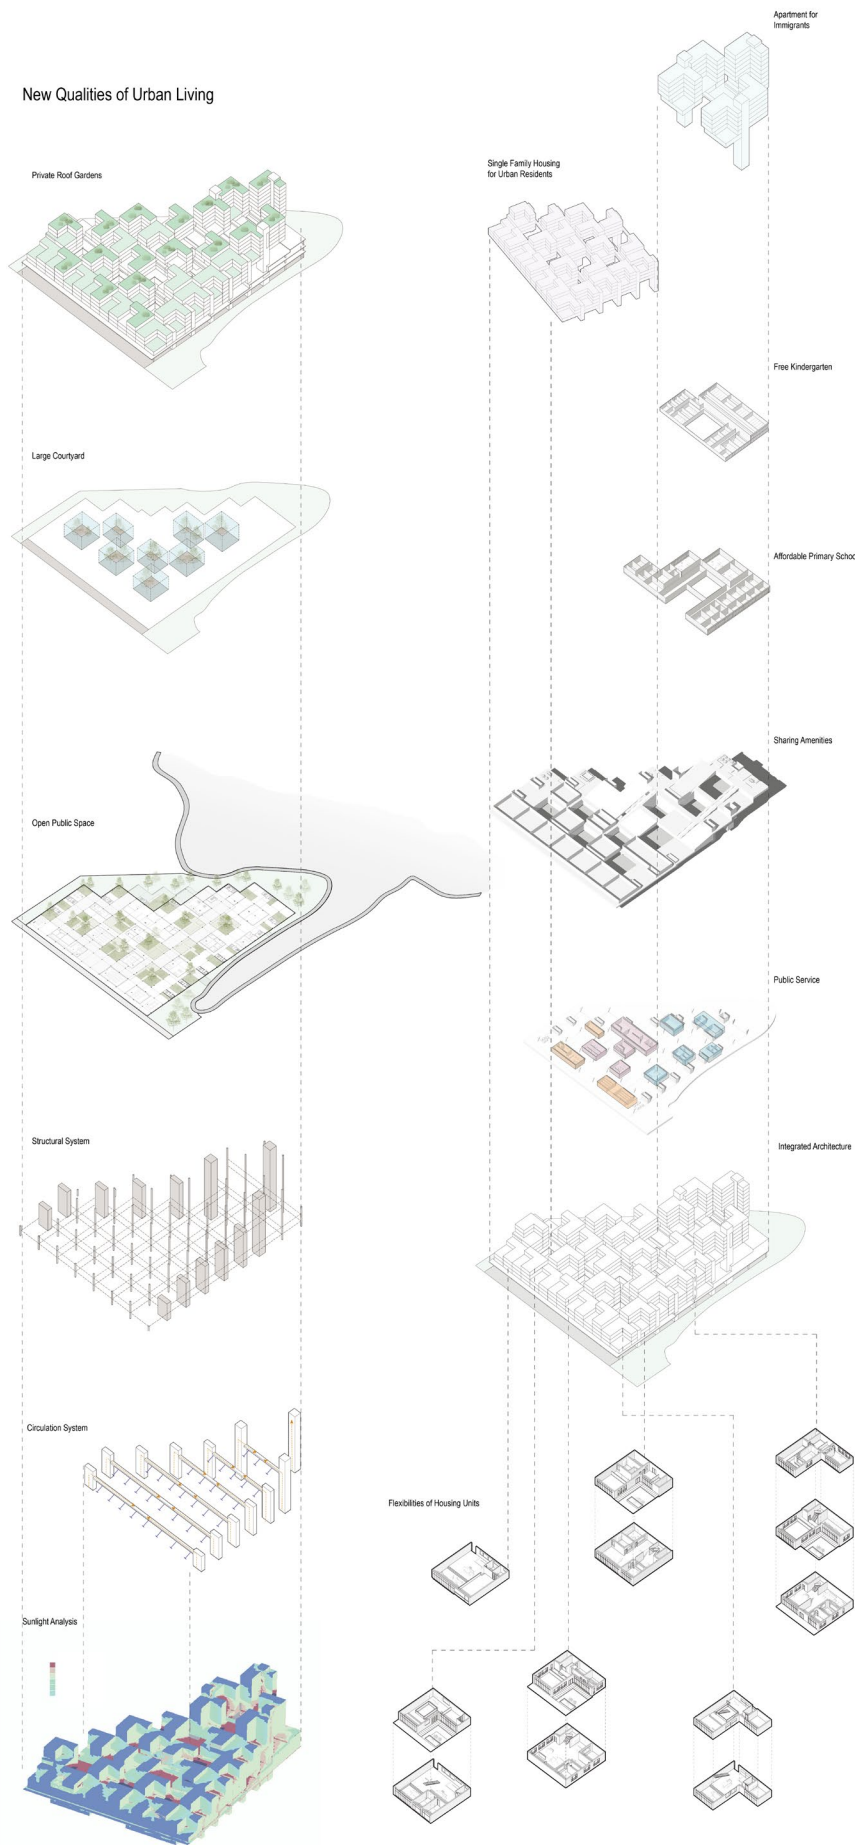 New Qualities of Urban Living
Private Roof Gardens
Large Courtyard
Open Public Space
Structural System
Circulation System
Sunlight Analysis
Apartment for
Immigrants
Single Family Housing
for Urban Residents
Free Kindergarten
Affordable Primary Schoo
Sharing Amenities
Public Service
Integrated Architecture
Flexibilities of Housing Units